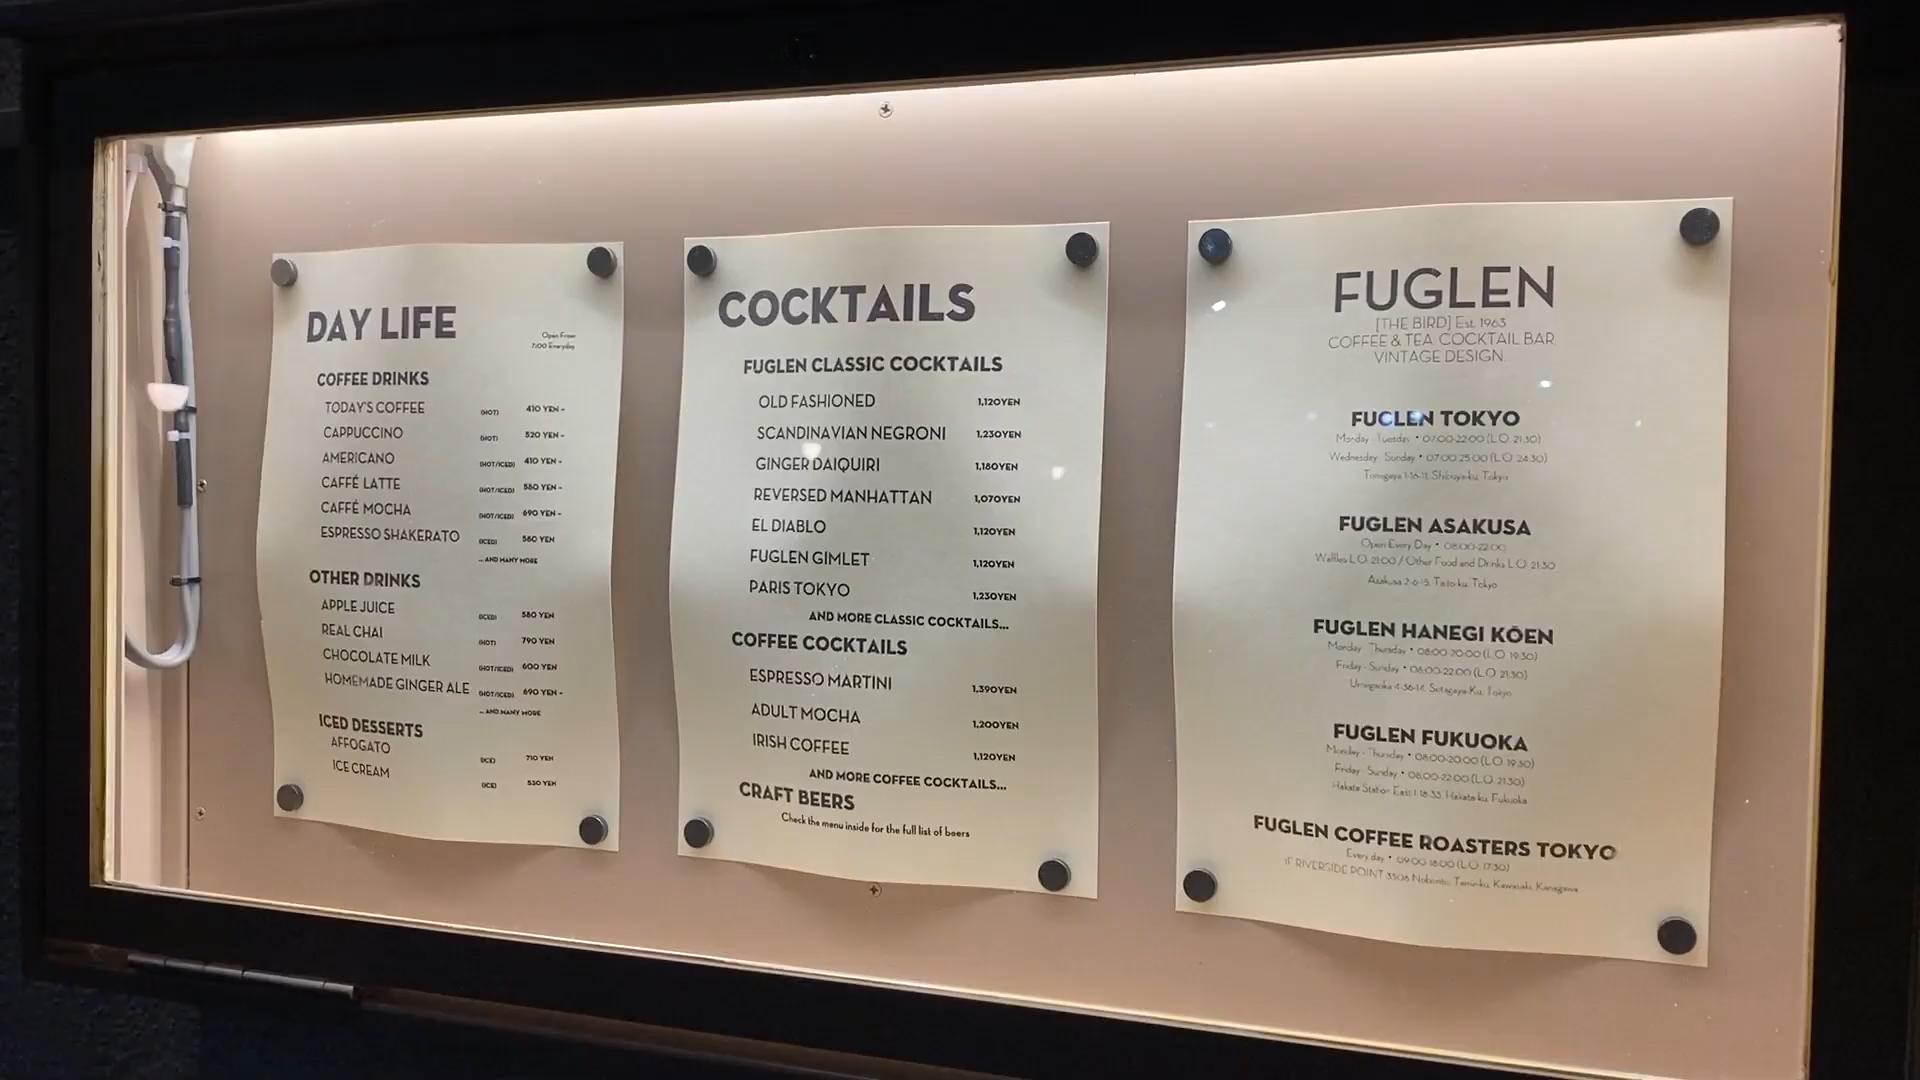 DAY LIFE
Open From
7:00 Everyday
COFFEE DRINKS
TODAY'S COFFEE (HOT) 410 YEN~
CAPPUCCINO (HOT) 520 YEN~
AMERICANO (HOT/ICED) 410 YEN~
CAFFÉ LATTE (HOT/ICED) 580 YEN~
CAFFÉ MOCHA (HOT/ICED) 690 YEN~
ESPRESSO SHAKERATO (ICED) 560 YEN
... AND MANY MORE
OTHER DRINKS
APPLE JUICE (ICED) 580 YEN
REAL CHAI (HOT) 790 YEN
CHOCOLATE MILK (HOT/ICED) 600 YEN
HOMEMADE GINGER ALE (HOT/ICED) 690 YEN~
... AND MANY MORE
ICED DESSERTS
AFFOGATO (ICE) 710 YEN
ICE CREAM (ICE) 530 YEN
COCKTAILS
FUGLEN CLASSIC COCKTAILS
OLD FASHIONED 1,120YEN
SCANDINAVIAN NEGRONI 1,230YEN
GINGER DAIQUIRI 1,180YEN
REVERSED MANHATTAN 1,070YEN
EL DIABLO 1,120YEN
FUGLEN GIMLET 1,120YEN
PARIS TOKYO 1,230YEN
AND MORE CLASSIC COCKTAILS...
COFFEE COCKTAILS
ESPRESSO MARTINI 1,390YEN
ADULT MOCHA 1,200YEN
IRISH COFFEE 1,120YEN
AND MORE COFFEE COCKTAILS...
CRAFT BEERS
Check the menu inside for the full list of beers
FUGLEN
[THE BIRD] Est. 1963
COFFEE & TEA. COCKTAIL BAR.
VINTAGE DESIGN.
FUGLEN TOKYO
Monday - Tuesday • 07:00-22:00 (L.O. 21:30)
Wednesday - Sunday • 07:00-25:00 (L.O. 24:30)
Tomigaya 1-16-11, Shibuya-ku, Tokyo
FUGLEN ASAKUSA
Open Every Day • 08:00-22:00
Waffles L.O. 21:00 / Other Food and Drinks L.O. 21:30
Asakusa 2-6-15, Taito-ku, Tokyo
FUGLEN HANEGI KŌEN
Monday - Thursday • 08:00-20:00 (L.O. 19:30)
Friday - Sunday • 08:00-22:00 (L.O. 21:30)
Umegaoka 4-36-14, Setagaya-Ku, Tokyo
FUGLEN FUKUOKA
Monday - Thursday • 08:00-20:00 (L.O. 19:30)
Friday - Sunday • 08:00-22:00 (L.O. 21:30)
Hakata Station East 1-18-33, Hakata-ku, Fukuoka
FUGLEN COFFEE ROASTERS TOKYO
Every day • 09:00-18:00 (L.O. 17:30)
1F RIVERSIDE POINT 3508 Noborito, Tama-ku, Kawasaki, Kanagawa